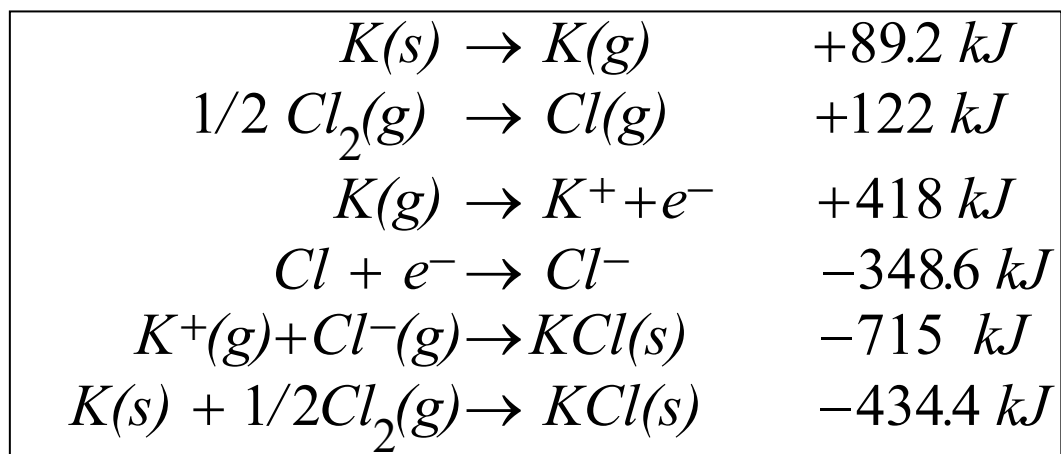 K(s) → K(g) +89.2 kJ
1/2 Cl₂(g) → Cl(g) +122 kJ
K(g) → K⁺+e⁻ +418 kJ
Cl + e⁻→ Cl⁻ −348.6 kJ
K⁺(g)+Cl⁻(g)→KCl(s) −715 kJ
K(s) + 1/2Cl₂(g)→ KCl(s) −434.4 kJ